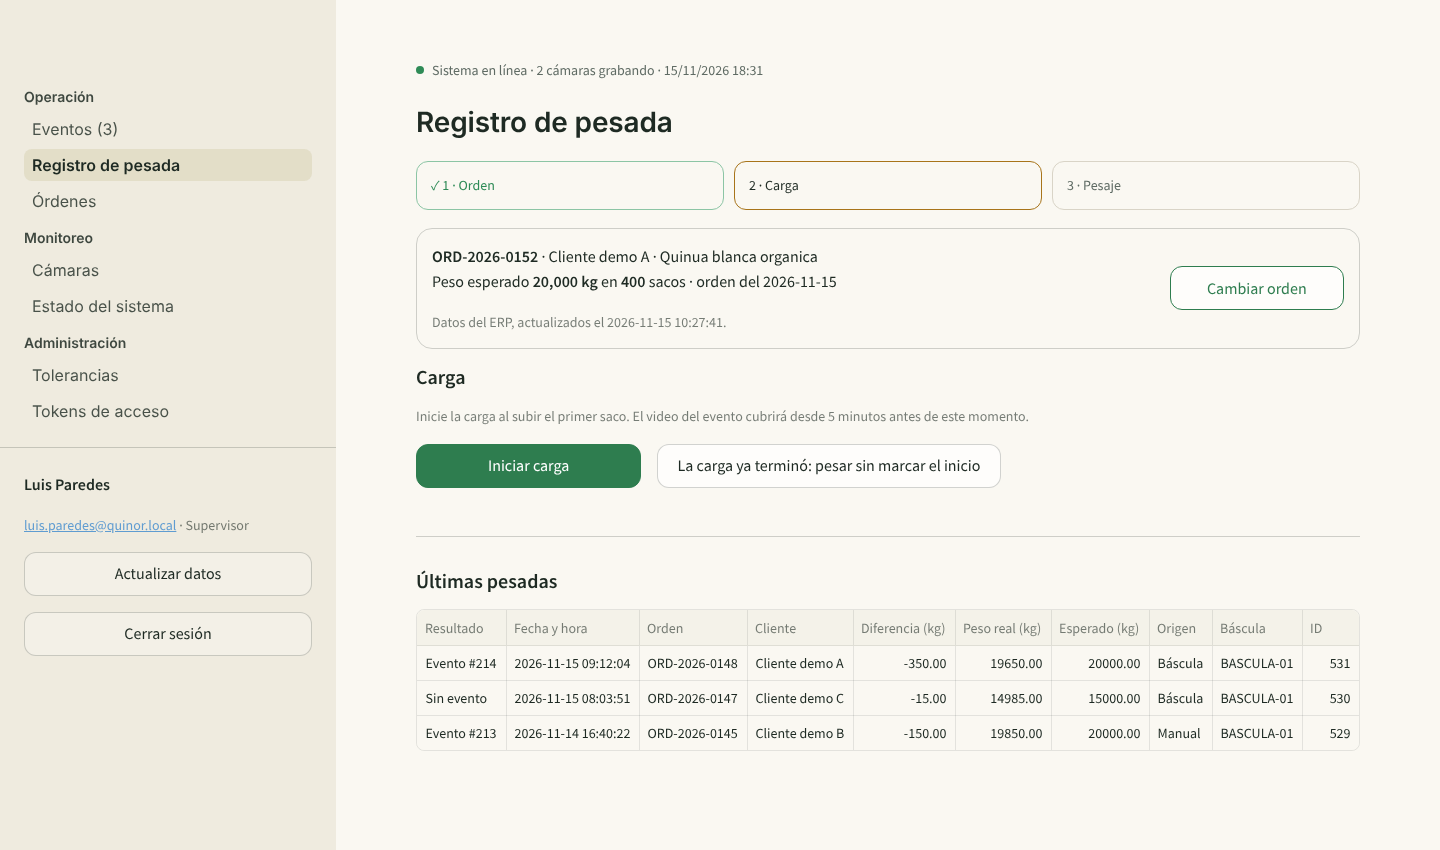 Operación
Eventos (3)
Registro de pesada
Órdenes
Monitoreo
Cámaras
Estado del sistema
Administración
Tolerancias
Tokens de acceso
Luis Paredes
luis.paredes@quinor.local · Supervisor
Actualizar datos
Cerrar sesión
Sistema en línea · 2 cámaras grabando · 15/11/2026 18:31
Registro de pesada
✓ 1 · Orden
2 · Carga
3 · Pesaje
ORD-2026-0152 · Cliente demo A · Quinua blanca organica
Peso esperado 20,000 kg en 400 sacos · orden del 2026-11-15
Datos del ERP, actualizados el 2026-11-15 10:27:41.
Cambiar orden
Carga
Inicie la carga al subir el primer saco. El video del evento cubrirá desde 5 minutos antes de este momento.
Iniciar carga
La carga ya terminó: pesar sin marcar el inicio
Últimas pesadas
Resultado Fecha y hora Orden Cliente Diferencia (kg) Peso real (kg) Esperado (kg) Origen Báscula ID
Evento #214 2026-11-15 09:12:04 ORD-2026-0148 Cliente demo A -350.00 19650.00 20000.00 Báscula BASCULA-01 531
Sin evento 2026-11-15 08:03:51 ORD-2026-0147 Cliente demo C -15.00 14985.00 15000.00 Báscula BASCULA-01 530
Evento #213 2026-11-14 16:40:22 ORD-2026-0145 Cliente demo B -150.00 19850.00 20000.00 Manual BASCULA-01 529